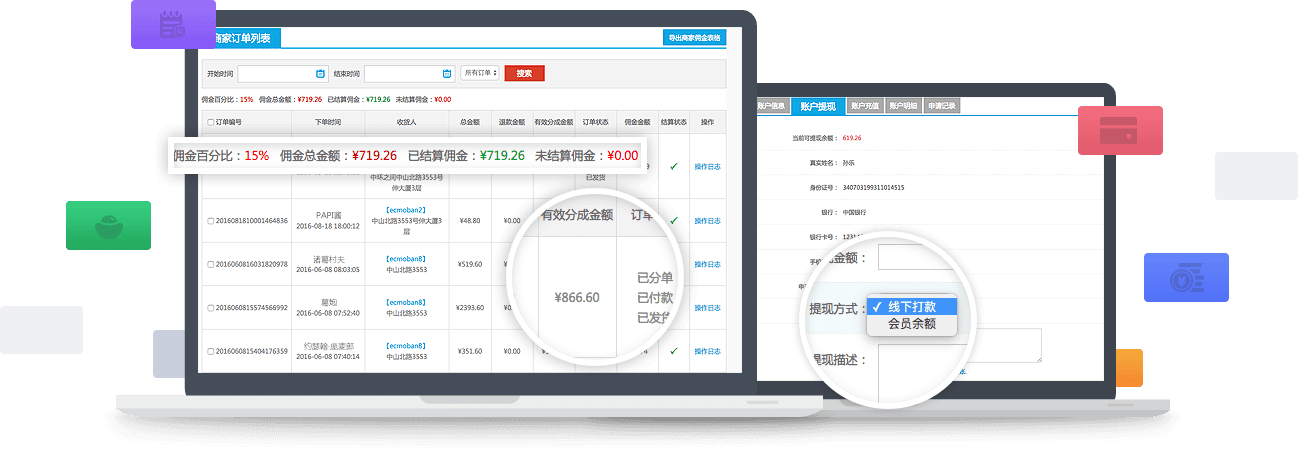 商家订单列表
导出商家佣金表格
开始时间 结束时间 所有订单 搜索
佣金百分比：15% 佣金总金额：¥719.26 已结算佣金：¥719.26 未结算佣金：¥0.00
订单编号 下单时间 收货人 总金额 退款金额 有效分成金额 订单状态 佣金金额 结算状态 操作
佣金百分比：15% 佣金总金额：¥719.26 已结算佣金：¥719.26 未结算佣金：¥0.00
中环之间中山北路3553号
伸大厦3层
已发货
操作日志
2016081810001464836
PAPI酱
2016-08-18 18:00:12
【ecmoban2】
中山北路3553号伸大厦3
层
¥48.80 ¥0.00
操作日志
2016060816031820978
诸葛村夫
2016-06-08 08:03:05
【ecmoban8】
中山北路3553
¥519.60
操作日志
2016060815574566992
2016-06-08 07:52:40
【ecmoban8】
中山北路3553
¥2393.60
操作日志
2016060815404176359
约瑟翰·庞麦郎
2016-06-08 07:40:14
【ecmoban8】
中山北路3553
¥351.60 ¥0.00
操作日志
有效分成金额 订单
¥866.60
已分单
已付款
已发货
账户信息 账户提现 账户充值 账户明细 申请记录
当前可提现余额： 619.26
真实姓名： 孙乐
身份证号： 340703199311014515
银行： 中国银行
银行卡号：
金额：
提现方式： ✓ 线下打款
会员余额
提现描述：